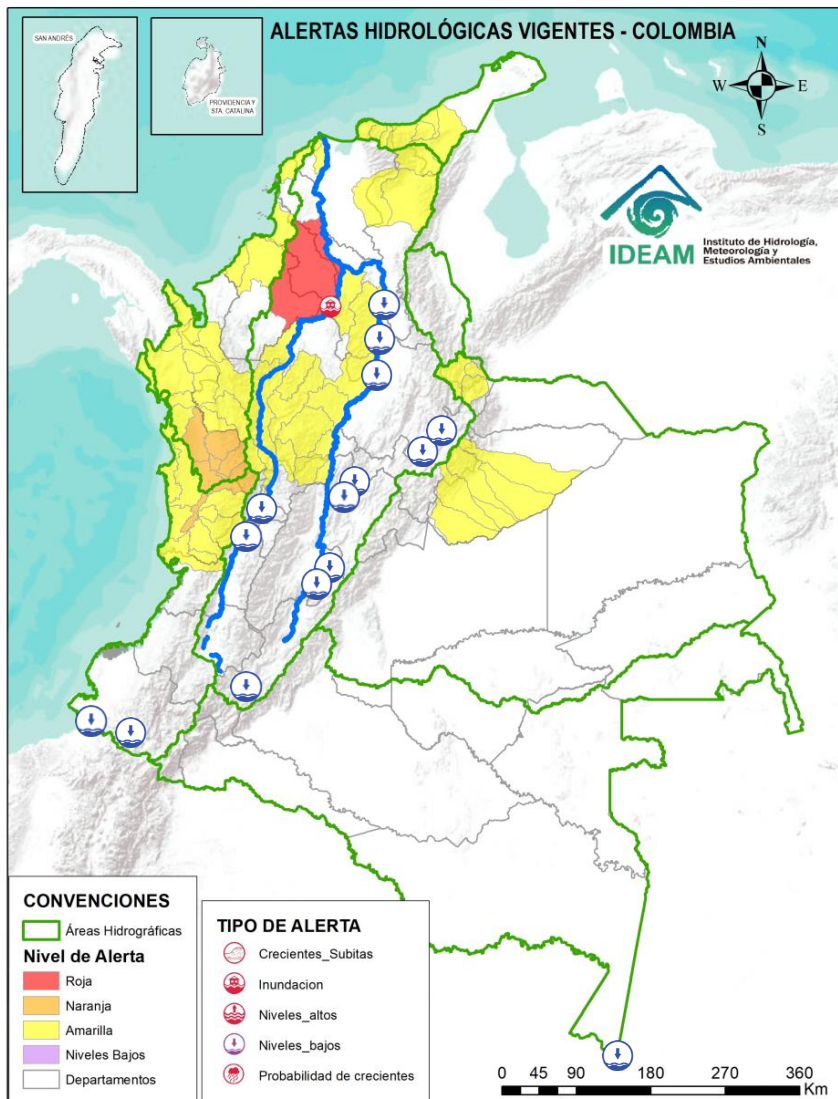 ALERTAS HIDROLÓGICAS VIGENTES - COLOMBIA
SAN ANDRÉS
PROVIDENCIA Y
STA. CATALINA
N
W
E
S
IDEAM
Instituto de Hidrología,
Meteorología y
Estudios Ambientales
CONVENCIONES
Áreas Hidrográficas
Nivel de Alerta
Roja
Naranja
Amarilla
Niveles Bajos
Departamentos
TIPO DE ALERTA
Crecientes_Subitas
Inundacion
Niveles_altos
Niveles_bajos
Probabilidad de crecientes
0 45 90 180 270 360
Km